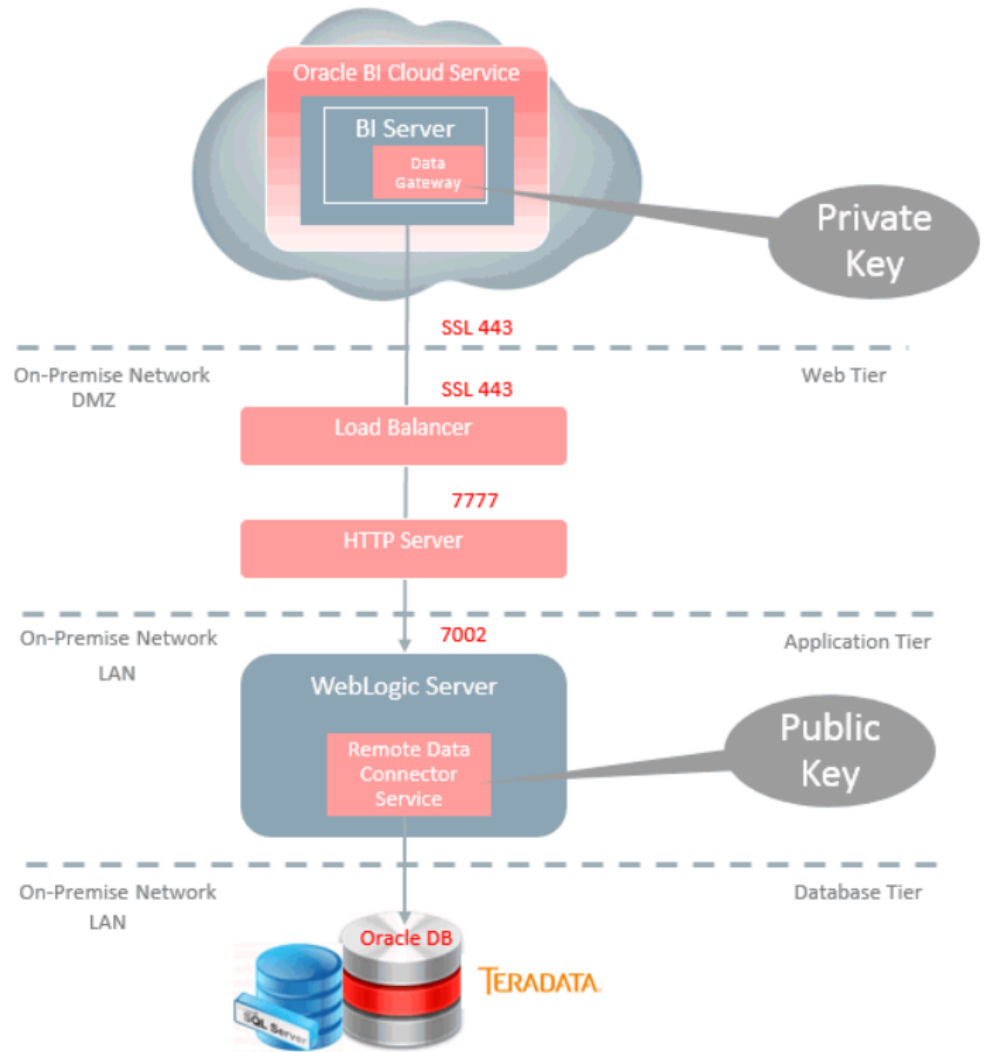 Oracle BI Cloud Service
BI Server
Data
Gateway
Private
Key
SSL 443
On-Premise Network
DMZ
Web Tier
SSL 443
Load Balancer
7777
HTTP Server
On-Premise Network
LAN
7002
Application Tier
WebLogic Server
Remote Data
Connector
Service
Public
Key
On-Premise Network
LAN
Database Tier
Oracle DB
SQL Server
TERADATA.